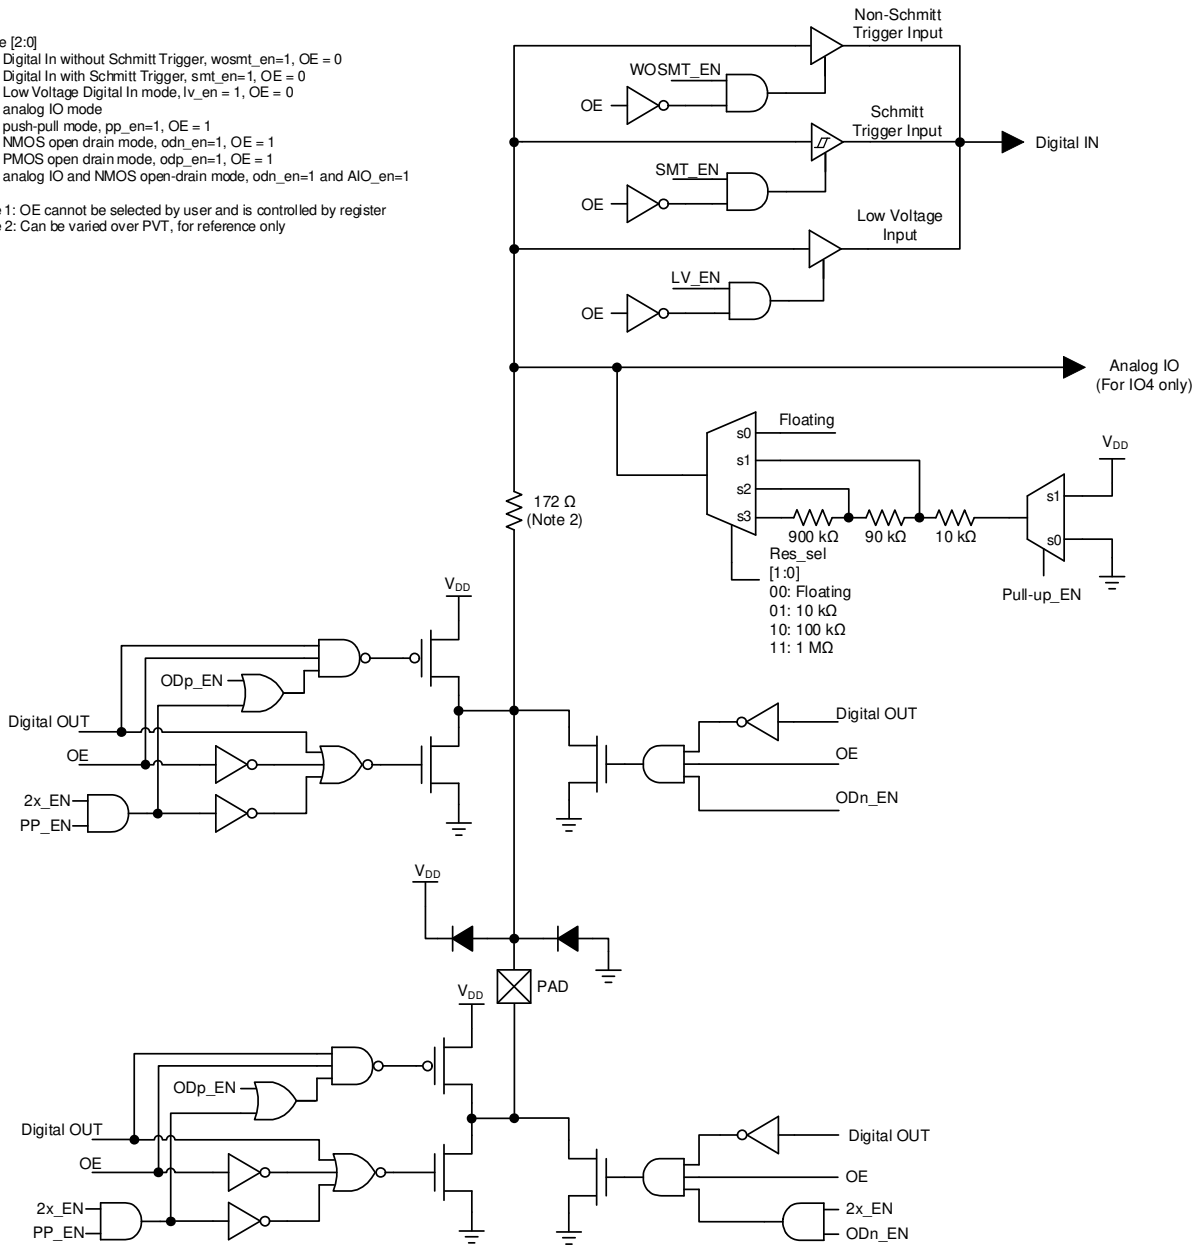 e [2:0]
Digital In without Schmitt Trigger, wosmt_en=1, OE = 0
Digital In with Schmitt Trigger, smt_en=1, OE = 0
Low Voltage Digital In mode, lv_en = 1, OE = 0
analog IO mode
push-pull mode, pp_en=1, OE = 1
NMOS open drain mode, odn_en=1, OE = 1
PMOS open drain mode, odp_en=1, OE = 1
analog IO and NMOS open-drain mode, odn_en=1 and AIO_en=1
e 1: OE cannot be selected by user and is controlled by register
e 2: Can be varied over PVT, for reference only
Non-Schmitt
Trigger Input
WOSMT_EN
OE
Schmitt
Trigger Input
Digital IN
SMT_EN
OE
Low Voltage
Input
LV_EN
OE
Analog IO
(For IO4 only)
Floating
s0
s1
s2
s3
900 kΩ
90 kΩ
10 kΩ
VDD
s1
s0
Pull-up_EN
Res_sel
[1:0]
00: Floating
01: 10 kΩ
10: 100 kΩ
11: 1 MΩ
172 Ω
(Note 2)
VDD
ODp_EN
Digital OUT
OE
2x_EN
PP_EN
Digital OUT
OE
ODn_EN
VDD
PAD
VDD
ODp_EN
Digital OUT
OE
2x_EN
PP_EN
Digital OUT
OE
2x_EN
ODn_EN